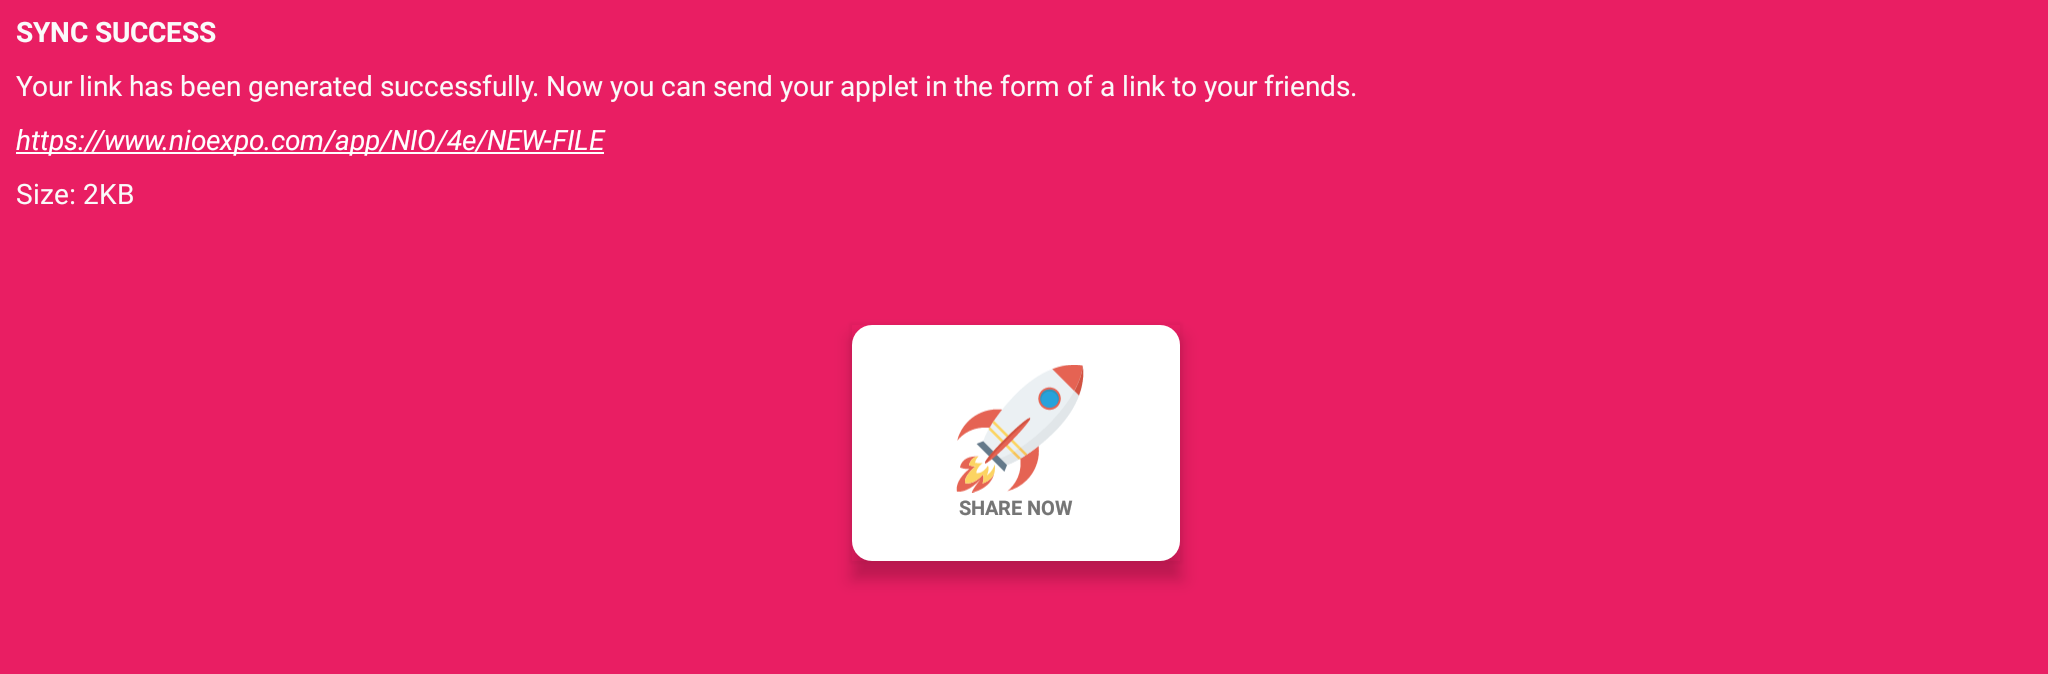 SYNC SUCCESS
Your link has been generated successfully. Now you can send your applet in the form of a link to your friends.
https://www.nioexpo.com/app/NIO/4e/NEW-FILE
Size: 2KB
SHARE NOW